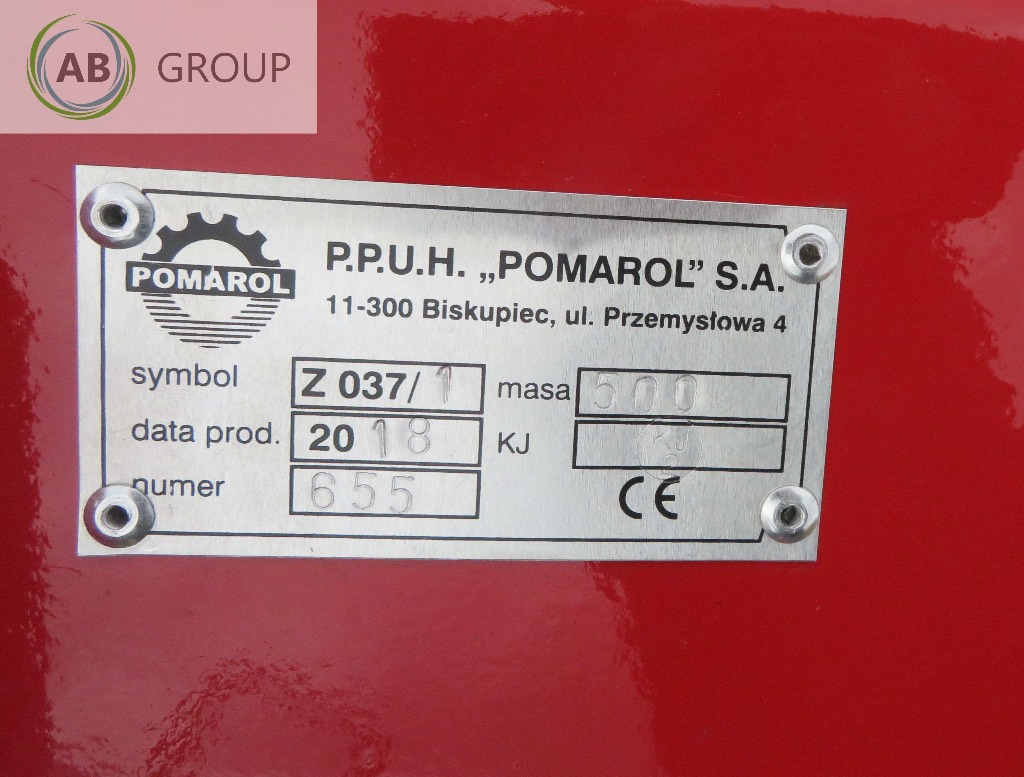 AB GROUP
POMAROL
P.P.U.H. „POMAROL” S.A.
11-300 Biskupiec, ul. Przemysłowa 4
symbol Z 037/1 masa 500
data prod. 2018 KJ
numer 655 CE